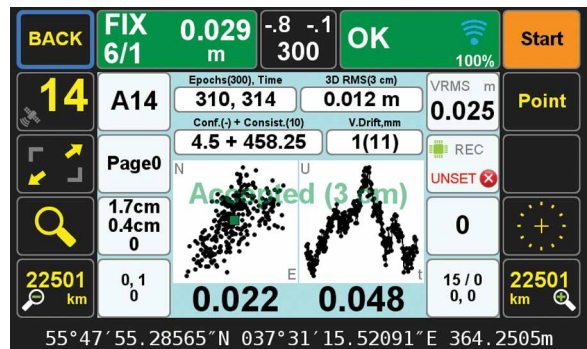 BACK
FIX 0.029
6/1 m
-.8 -.1
300
OK
100%
Start
14
A14
Epochs(300), Time
310, 314
3D RMS(3 cm)
0.012 m
VRMS m
0.025
Point
Conf.(-) + Consist.(10)
4.5 + 458.25
V.Drift,mm
1(11)
Page0
REC
UNSET
N
U
Accepted (3 cm)
E
t
1.7cm
0.4cm
0
0
22501
km
0, 1
0
0.022
0.048
15 / 0
0, 0
22501
km
55°47′55.28565″N 037°31′15.52091″E 364.2505m